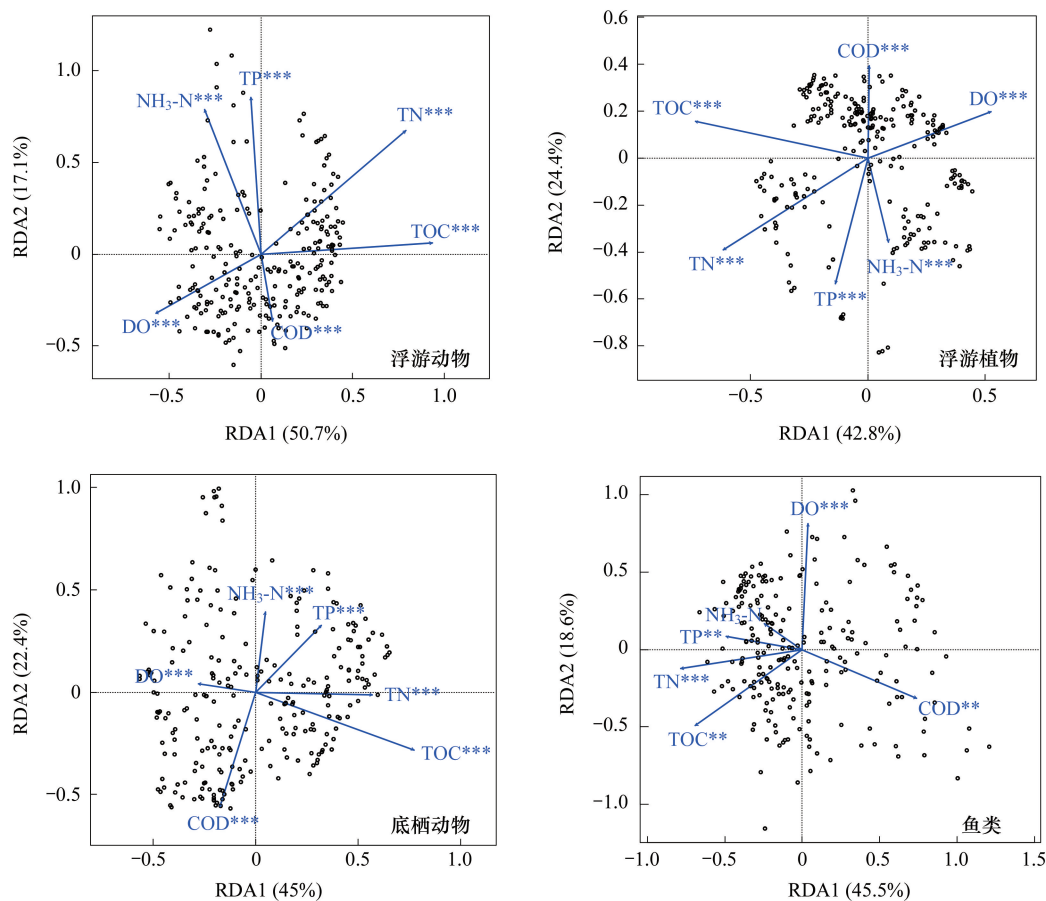 1.0
0.5
0
−0.5
RDA2 (17.1%)
NH₃-N***
TP***
TN***
TOC***
DO***
COD***
浮游动物
−0.5
0
0.5
1.0
RDA1 (50.7%)
0.6
0.4
0.2
0
−0.2
−0.4
−0.6
−0.8
RDA2 (24.4%)
COD***
TOC***
DO***
TN***
NH₃-N***
TP***
浮游植物
−0.5
0
0.5
RDA1 (42.8%)
1.0
0.5
0
−0.5
RDA2 (22.4%)
NH₃-N***
TP***
DO***
TN***
TOC***
COD***
底栖动物
−0.5
0
0.5
1.0
RDA1 (45%)
1.0
0.5
0
−0.5
−1.0
RDA2 (18.6%)
DO***
NH₃-N
TP**
TN***
COD**
TOC**
鱼类
−1.0
−0.5
0
0.5
1.0
1.5
RDA1 (45.5%)